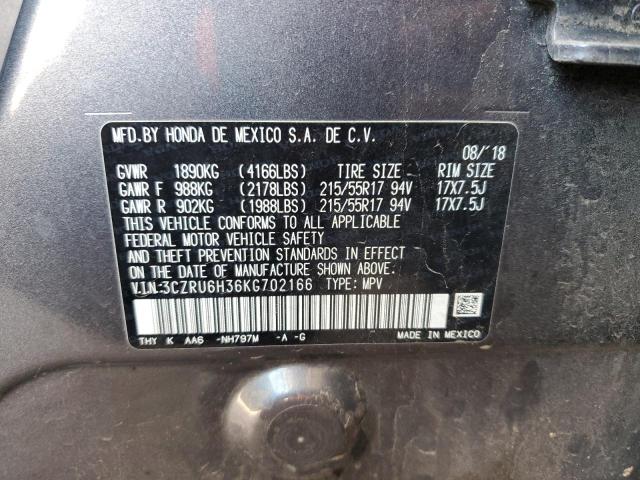 MFD.BY HONDA DE MEXICO S.A. DE C.V.
08/'18
GVWR 1890KG (4166LBS) TIRE SIZE RIM SIZE
GAWR F 988KG (2178LBS) 215/55R17 94V 17X7.5J
GAWR R 902KG (1988LBS) 215/55R17 94V 17X7.5J
THIS VEHICLE CONFORMS TO ALL APPLICABLE
FEDERAL MOTOR VEHICLE SAFETY
AND THEFT PREVENTION STANDARDS IN EFFECT
ON THE DATE OF MANUFACTURE SHOWN ABOVE.
V.I.N:3CZRU6H36KG702166 TYPE: MPV
MADE IN MEXICO
THY K AA6 -NH797M -A -G